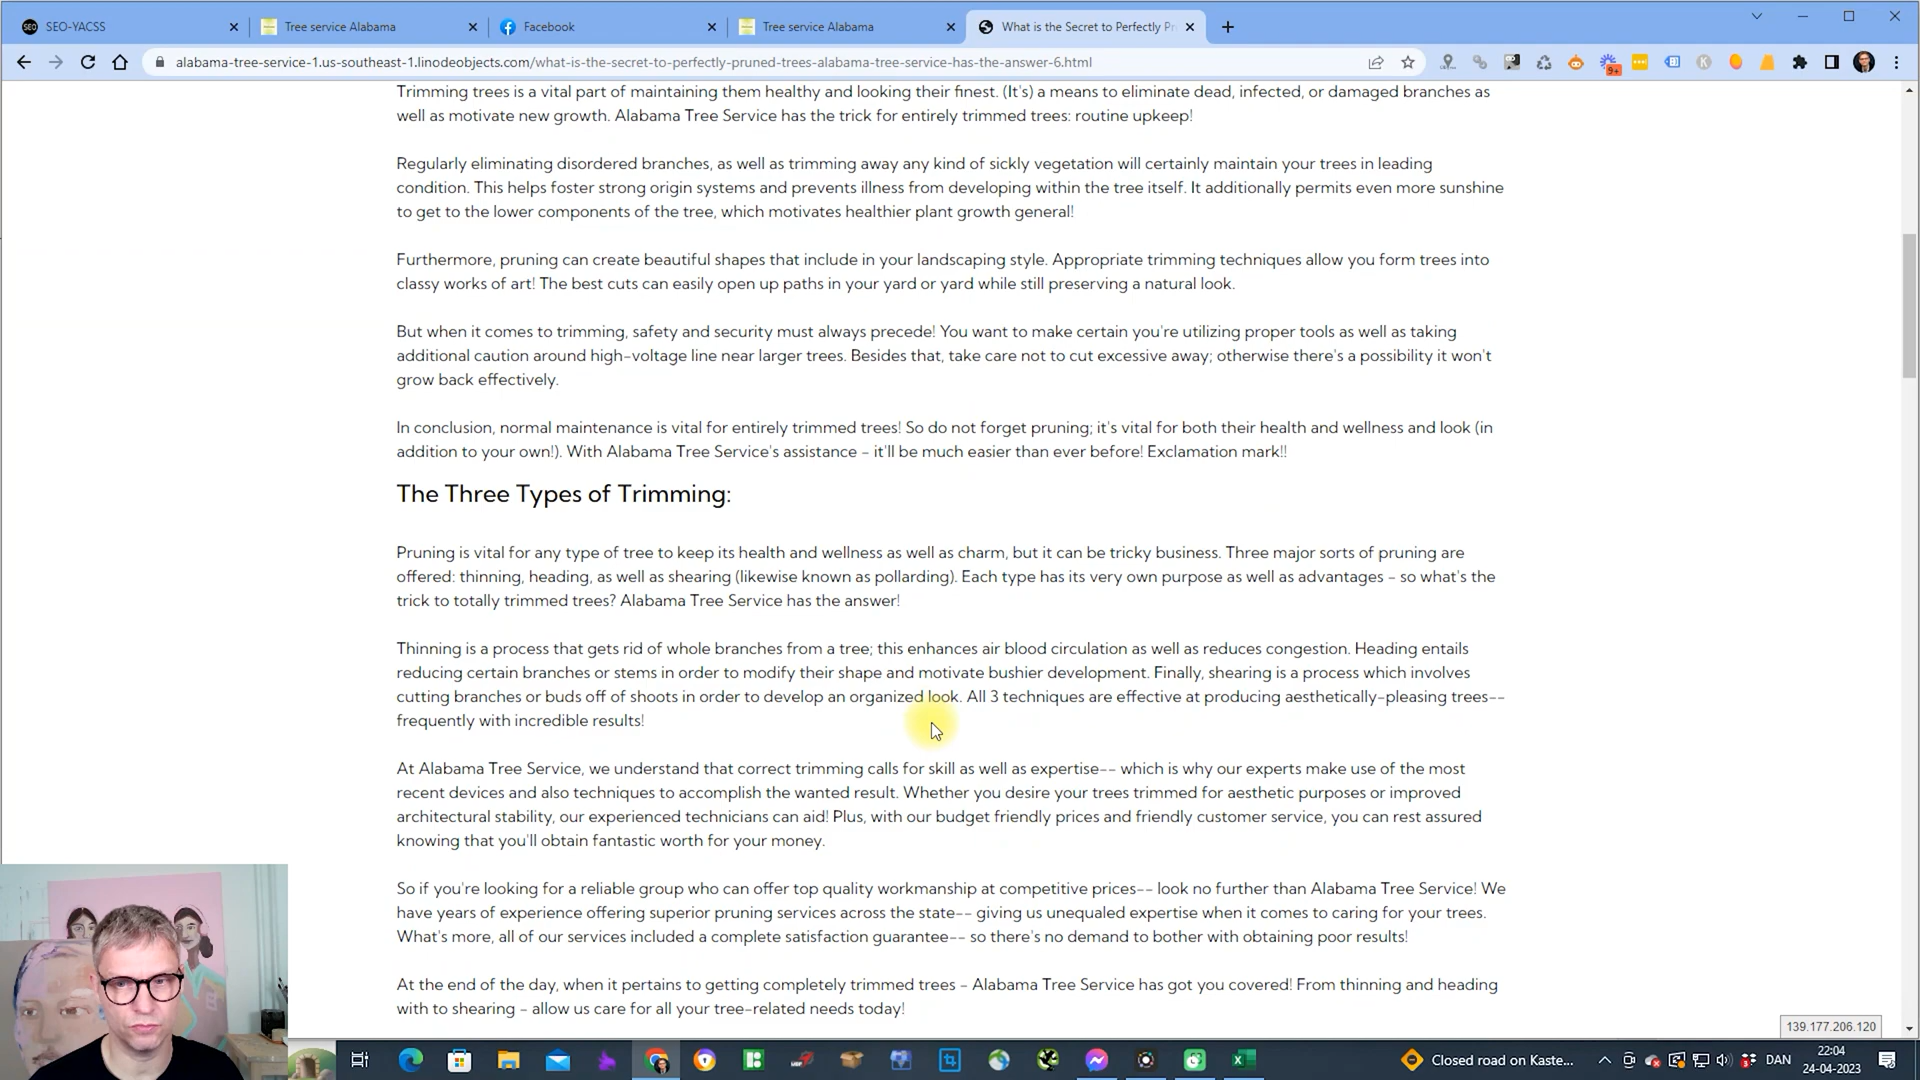 SEO-YACSS
Tree service Alabama
Facebook
Tree service Alabama
What is the Secret to Perfectly Pr
alabama-tree-service-1.us-southeast-1.linodeobjects.com/what-is-the-secret-to-perfectly-pruned-trees-alabama-tree-service-has-the-answer-6.html
9+
Trimming trees is a vital part of maintaining them healthy and looking their finest. (It's) a means to eliminate dead, infected, or damaged branches as
well as motivate new growth. Alabama Tree Service has the trick for entirely trimmed trees: routine upkeep!
Regularly eliminating disordered branches, as well as trimming away any kind of sickly vegetation will certainly maintain your trees in leading
condition. This helps foster strong origin systems and prevents illness from developing within the tree itself. It additionally permits even more sunshine
to get to the lower components of the tree, which motivates healthier plant growth general!
Furthermore, pruning can create beautiful shapes that include in your landscaping style. Appropriate trimming techniques allow you form trees into
classy works of art! The best cuts can easily open up paths in your yard or yard while still preserving a natural look.
But when it comes to trimming, safety and security must always precede! You want to make certain you're utilizing proper tools as well as taking
additional caution around high-voltage line near larger trees. Besides that, take care not to cut excessive away; otherwise there's a possibility it won't
grow back effectively.
In conclusion, normal maintenance is vital for entirely trimmed trees! So do not forget pruning; it's vital for both their health and wellness and look (in
addition to your own!). With Alabama Tree Service's assistance - it'll be much easier than ever before! Exclamation mark!!
The Three Types of Trimming:
Pruning is vital for any type of tree to keep its health and wellness as well as charm, but it can be tricky business. Three major sorts of pruning are
offered: thinning, heading, as well as shearing (likewise known as pollarding). Each type has its very own purpose as well as advantages - so what's the
trick to totally trimmed trees? Alabama Tree Service has the answer!
Thinning is a process that gets rid of whole branches from a tree; this enhances air blood circulation as well as reduces congestion. Heading entails
reducing certain branches or stems in order to modify their shape and motivate bushier development. Finally, shearing is a process which involves
cutting branches or buds off of shoots in order to develop an organized look. All 3 techniques are effective at producing aesthetically-pleasing trees--
frequently with incredible results!
At Alabama Tree Service, we understand that correct trimming calls for skill as well as expertise-- which is why our experts make use of the most
recent devices and also techniques to accomplish the wanted result. Whether you desire your trees trimmed for aesthetic purposes or improved
architectural stability, our experienced technicians can aid! Plus, with our budget friendly prices and friendly customer service, you can rest assured
knowing that you'll obtain fantastic worth for your money.
So if you're looking for a reliable group who can offer top quality workmanship at competitive prices-- look no further than Alabama Tree Service! We
have years of experience offering superior pruning services across the state-- giving us unequaled expertise when it comes to caring for your trees.
What's more, all of our services included a complete satisfaction guarantee-- so there's no demand to bother with obtaining poor results!
At the end of the day, when it pertains to getting completely trimmed trees - Alabama Tree Service has got you covered! From thinning and heading
with to shearing - allow us care for all your tree-related needs today!
139.177.206.120
Closed road on Kaste...
DAN
22:04
24-04-2023